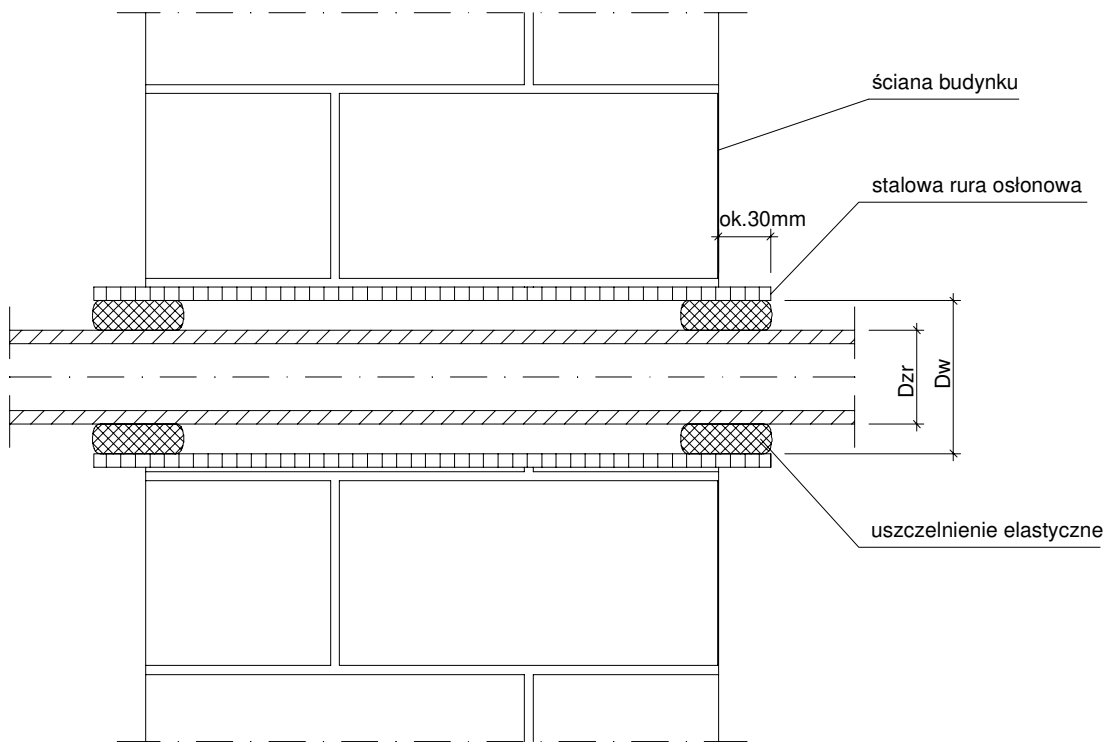 ściana budynku
stalowa rura osłonowa
ok.30mm
Dzr
Dw
uszczelnienie elastyczne